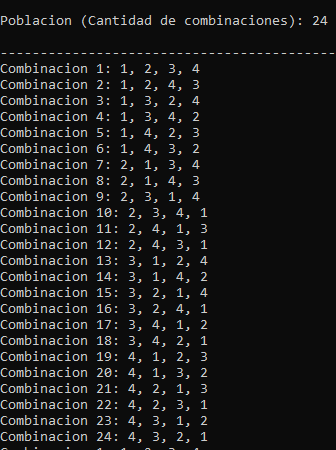 Poblacion (Cantidad de combinaciones): 24
------------------------------------------
Combinacion 1: 1, 2, 3, 4
Combinacion 2: 1, 2, 4, 3
Combinacion 3: 1, 3, 2, 4
Combinacion 4: 1, 3, 4, 2
Combinacion 5: 1, 4, 2, 3
Combinacion 6: 1, 4, 3, 2
Combinacion 7: 2, 1, 3, 4
Combinacion 8: 2, 1, 4, 3
Combinacion 9: 2, 3, 1, 4
Combinacion 10: 2, 3, 4, 1
Combinacion 11: 2, 4, 1, 3
Combinacion 12: 2, 4, 3, 1
Combinacion 13: 3, 1, 2, 4
Combinacion 14: 3, 1, 4, 2
Combinacion 15: 3, 2, 1, 4
Combinacion 16: 3, 2, 4, 1
Combinacion 17: 3, 4, 1, 2
Combinacion 18: 3, 4, 2, 1
Combinacion 19: 4, 1, 2, 3
Combinacion 20: 4, 1, 3, 2
Combinacion 21: 4, 2, 1, 3
Combinacion 22: 4, 2, 3, 1
Combinacion 23: 4, 3, 1, 2
Combinacion 24: 4, 3, 2, 1